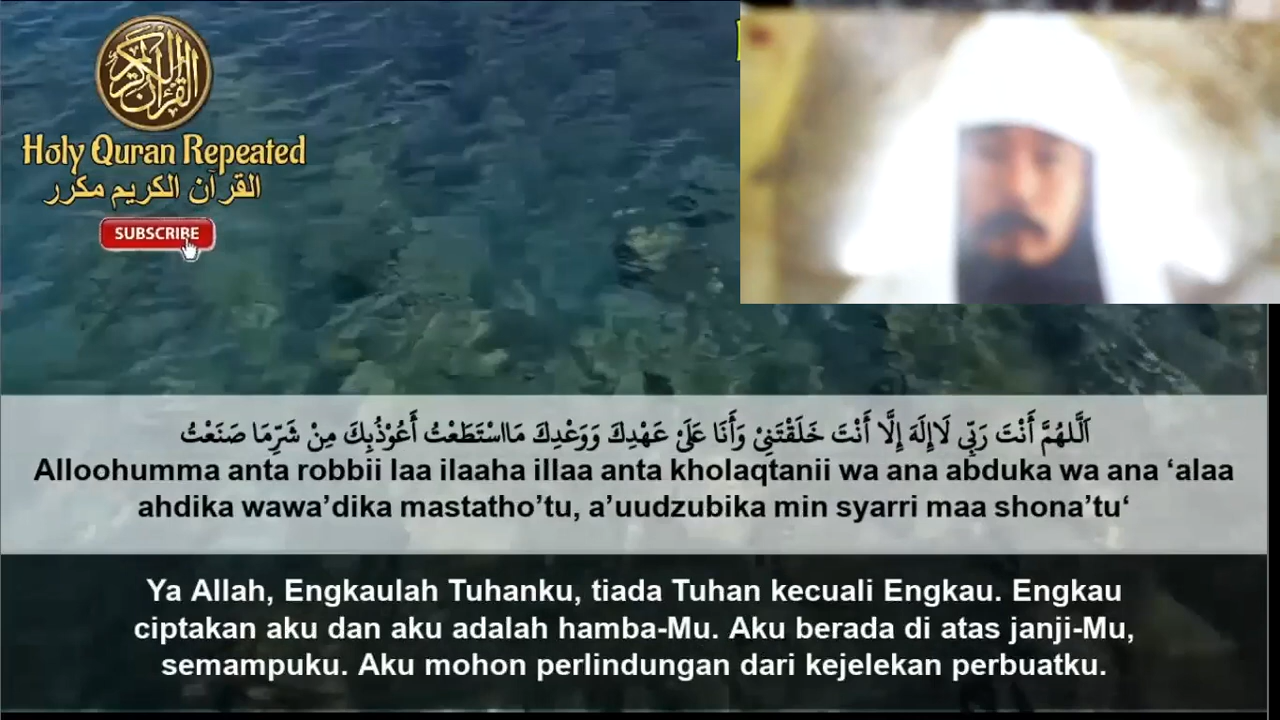 Holy Quran Repeated
القرآن الكريم مكرر
SUBSCRIBE
اَللَّهُمَّ أَنْتَ رَبِّي لَاإِلَهَ إِلَّا أَنْتَ خَلَقْتَنِيْ وَأَنَا عَلَىْ عَهْدِكَ وَوَعْدِكَ مَااسْتَطَعْتُ أَعُوْذُبِكَ مِنْ شَرِّمَا صَنَعْتُ
Alloohumma anta robbii laa ilaaha illaa anta kholaqtanii wa ana abduka wa ana ‘alaa
ahdika wawa’dika mastatho’tu, a’uudzubika min syarri maa shona’tu‘
Ya Allah, Engkaulah Tuhanku, tiada Tuhan kecuali Engkau. Engkau
ciptakan aku dan aku adalah hamba-Mu. Aku berada di atas janji-Mu,
semampuku. Aku mohon perlindungan dari kejelekan perbuatku.